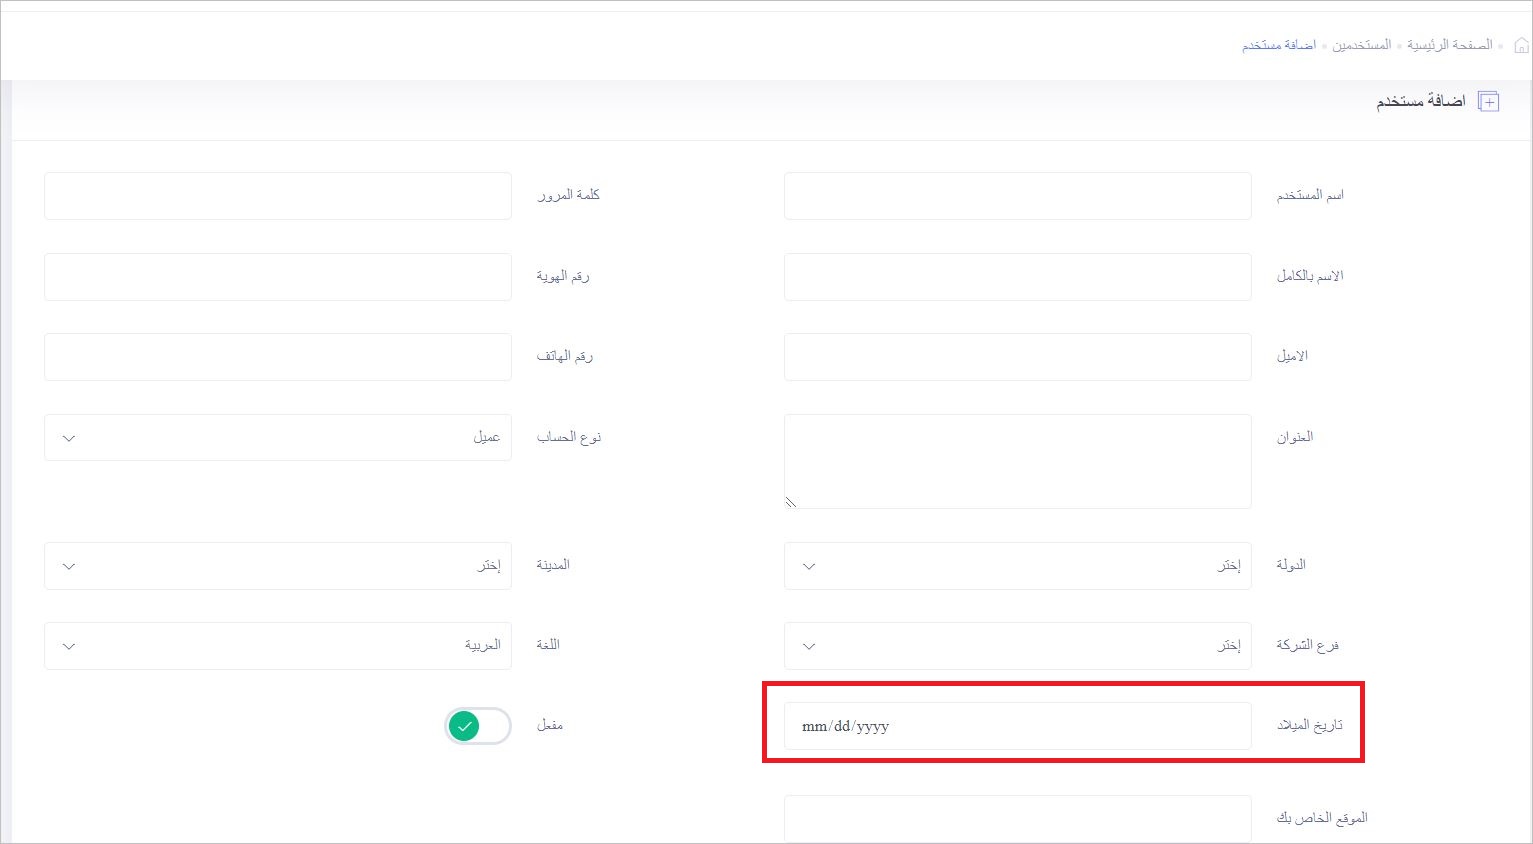 الصفحة الرئيسية • المستخدمين • اضافة مستخدم
اضافة مستخدم
اسم المستخدم
كلمة المرور
الاسم بالكامل
رقم الهوية
الاميل
رقم الهاتف
العنوان
نوع الحساب
عميل
الدولة
إختر
المدينة
إختر
فرع الشركة
إختر
اللغة
العربية
تاريخ الميلاد
mm/dd/yyyy
مفعل
الموقع الخاص بك